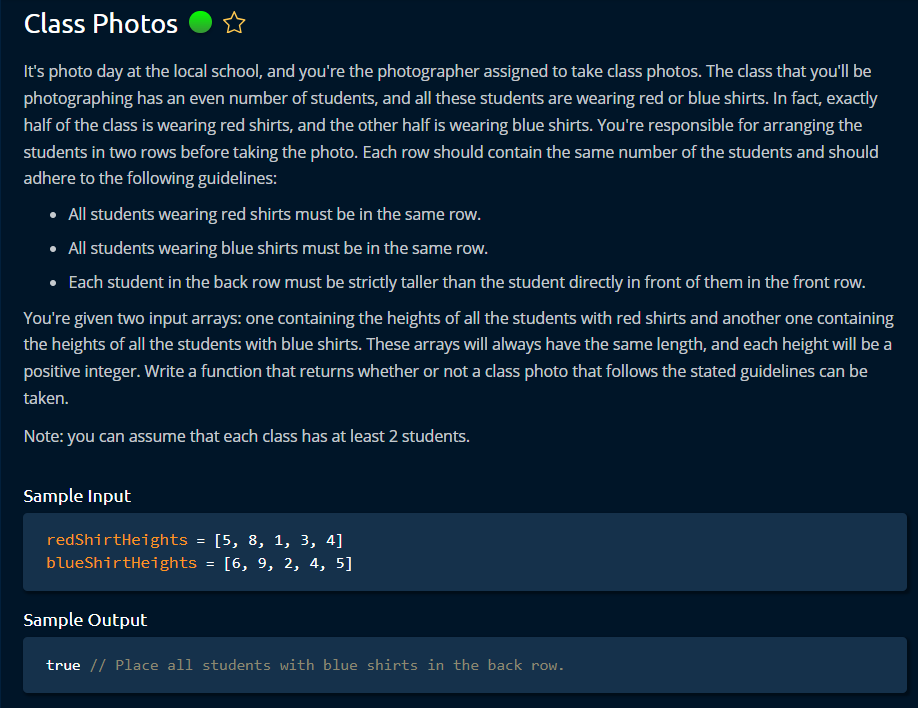 Class Photos
It's photo day at the local school, and you're the photographer assigned to take class photos. The class that you'll be
photographing has an even number of students, and all these students are wearing red or blue shirts. In fact, exactly
half of the class is wearing red shirts, and the other half is wearing blue shirts. You're responsible for arranging the
students in two rows before taking the photo. Each row should contain the same number of the students and should
adhere to the following guidelines:
• All students wearing red shirts must be in the same row.
• All students wearing blue shirts must be in the same row.
• Each student in the back row must be strictly taller than the student directly in front of them in the front row.
You're given two input arrays: one containing the heights of all the students with red shirts and another one containing
the heights of all the students with blue shirts. These arrays will always have the same length, and each height will be a
positive integer. Write a function that returns whether or not a class photo that follows the stated guidelines can be
taken.
Note: you can assume that each class has at least 2 students.
Sample Input
redShirtHeights = [5, 8, 1, 3, 4]
blueShirtHeights = [6, 9, 2, 4, 5]
Sample Output
true // Place all students with blue shirts in the back row.